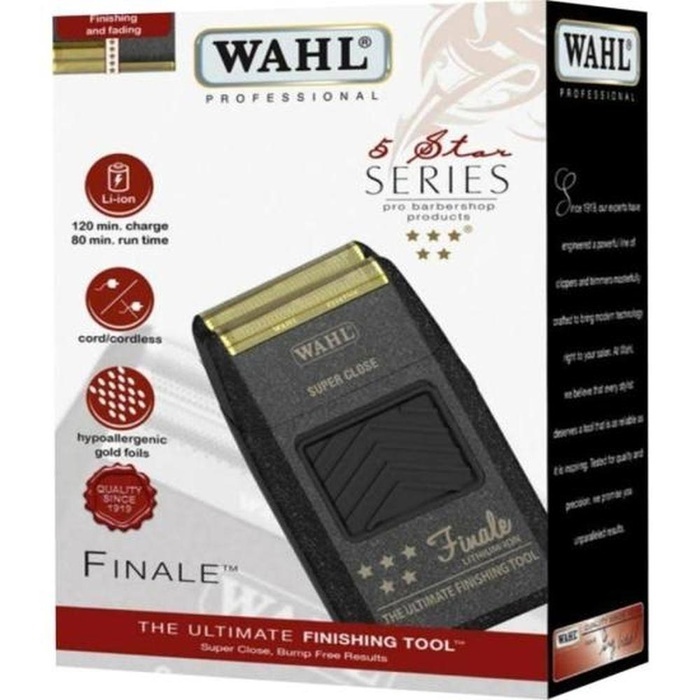 Finishing
and fading
WAHL®
PROFESSIONAL
5 Star
SERIES
pro barbershop
products
®
Li-ion
120 min. charge
80 min. run time
cord/cordless
hypoallergenic
gold foils
QUALITY
SINCE
1919
FINALE™
WAHL
WAHL
SUPER CLOSE
Finale
LITHIUM-ION
THE ULTIMATE FINISHING TOOL
WAHL
THE ULTIMATE FINISHING TOOL™
Super Close, Bump Free Results
WAHL®
PROFESSIONAL
Since 1919, our experts have
engineered a powerful line of
clippers and trimmers masterfully
crafted to bring modern technology
right to your salon. At Wahl,
we believe that every stylist
deserves a tool that is as reliable as
it is inspiring. Tested for quality and
precision, we promise you
unparalleled results.
WAHL
QUALITY SINCE